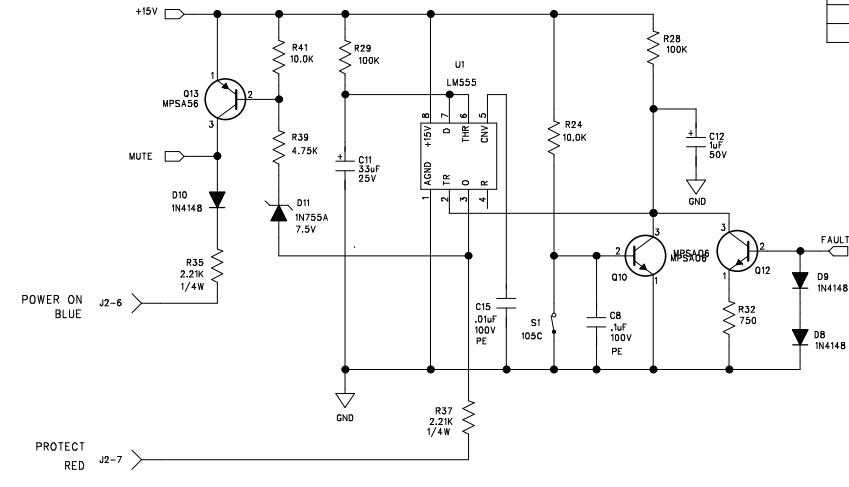 +15V
R41
10.0K
R29
100K
U1
LM555
R28
100K
1
Q13
MPSA56
2
3
8
7
6
5
+15V
D
THR
CNV
AGND
TR
O
R
1
2
3
4
R24
10.0K
C12
1uF
50V
+
GND
R39
4.75K
MUTE
+
C11
33uF
25V
D10
1N4148
D11
1N755A
7.5V
3
3
FAULT
2
MPSA06
MPSA06
2
Q10
Q12
1
1
R35
2.21K
1/4W
D9
1N4148
POWER ON
BLUE
J2-6
C15
.01uF
100V
PE
S1
105C
C8
.1uF
100V
PE
R32
750
D8
1N4148
GND
R37
2.21K
1/4W
PROTECT
RED
J2-7